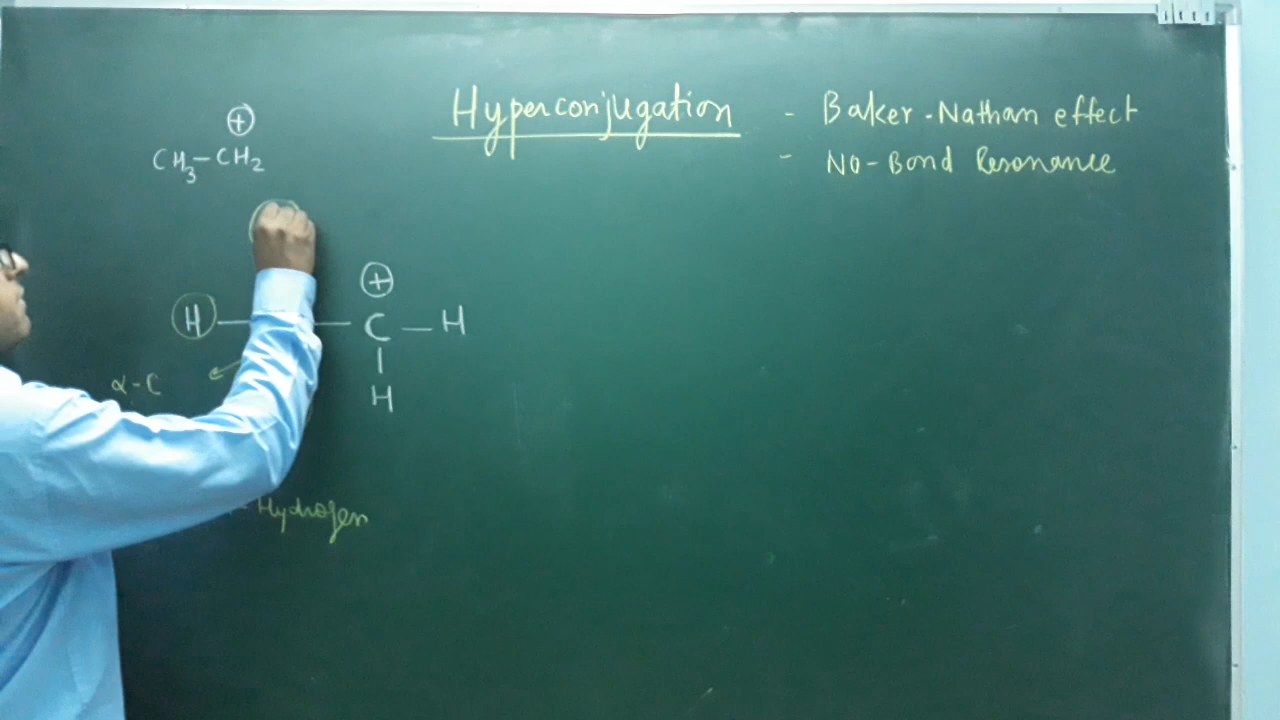 Hyperconjugation - Baker-Nathan effect
- No-Bond Resonance
⊕
CH3-CH2
⊕
H — — C — H
|
H
α-C
- Hydrogen